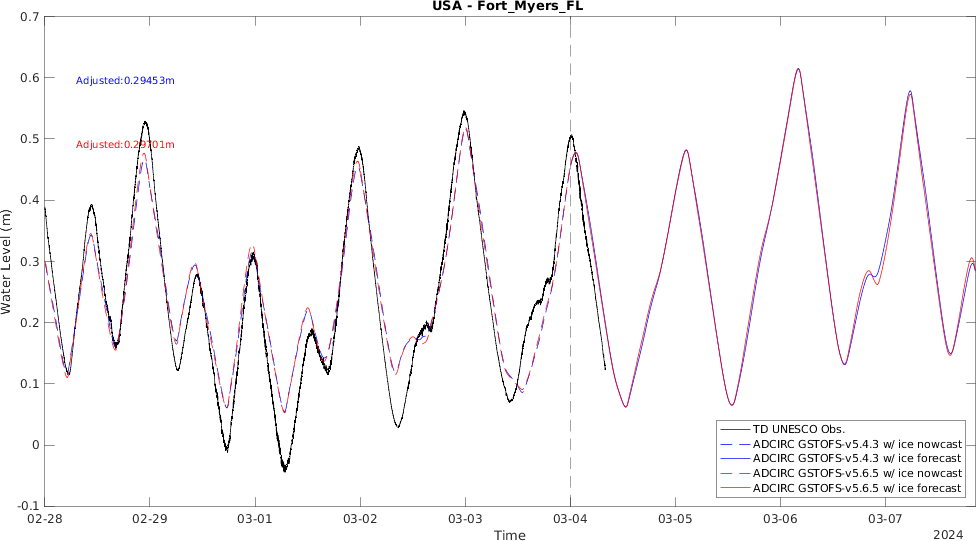 USA - Fort_Myers_FL
0.7
0.6
0.5
0.4
0.3
0.2
0.1
0
-0.1
Water Level (m)
Adjusted:0.29453m
Adjusted:0.29701m
TD UNESCO Obs.
ADCIRC GSTOFS-v5.4.3 w/ ice nowcast
ADCIRC GSTOFS-v5.4.3 w/ ice forecast
ADCIRC GSTOFS-v5.6.5 w/ ice nowcast
ADCIRC GSTOFS-v5.6.5 w/ ice forecast
02-28 02-29 03-01 03-02 03-03 03-04 03-05 03-06 03-07
Time
2024